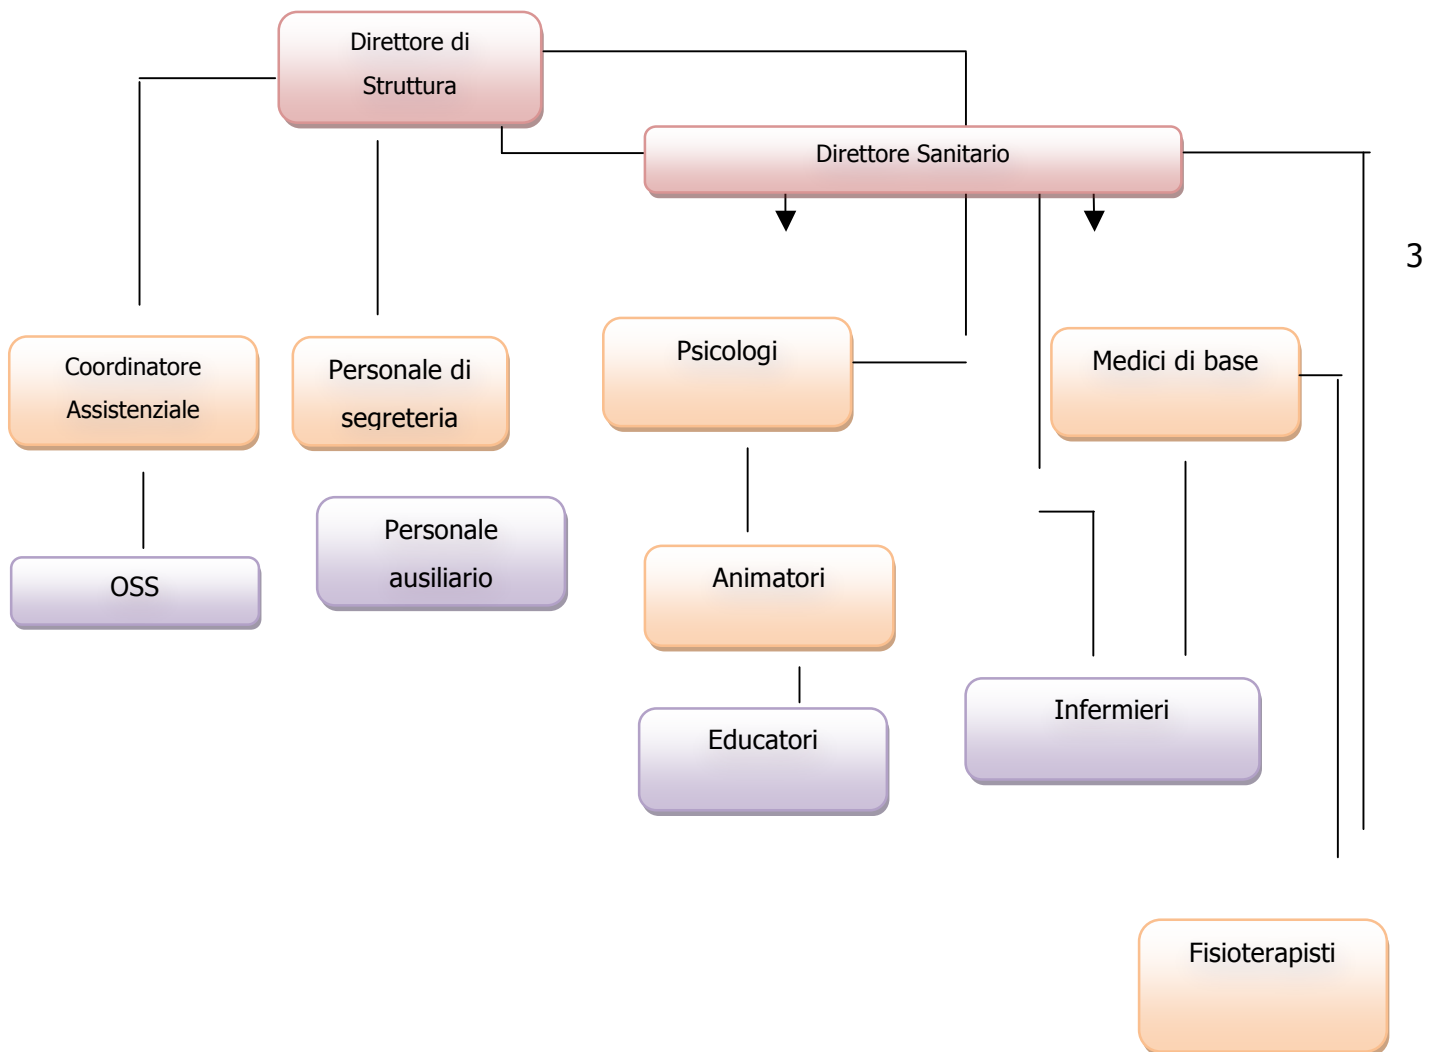 Direttore di
Struttura
Direttore Sanitario
3
Coordinatore
Assistenziale
Personale di
segreteria
Psicologi
Medici di base
Personale
ausiliario
OSS
Animatori
Infermieri
Educatori
Fisioterapisti